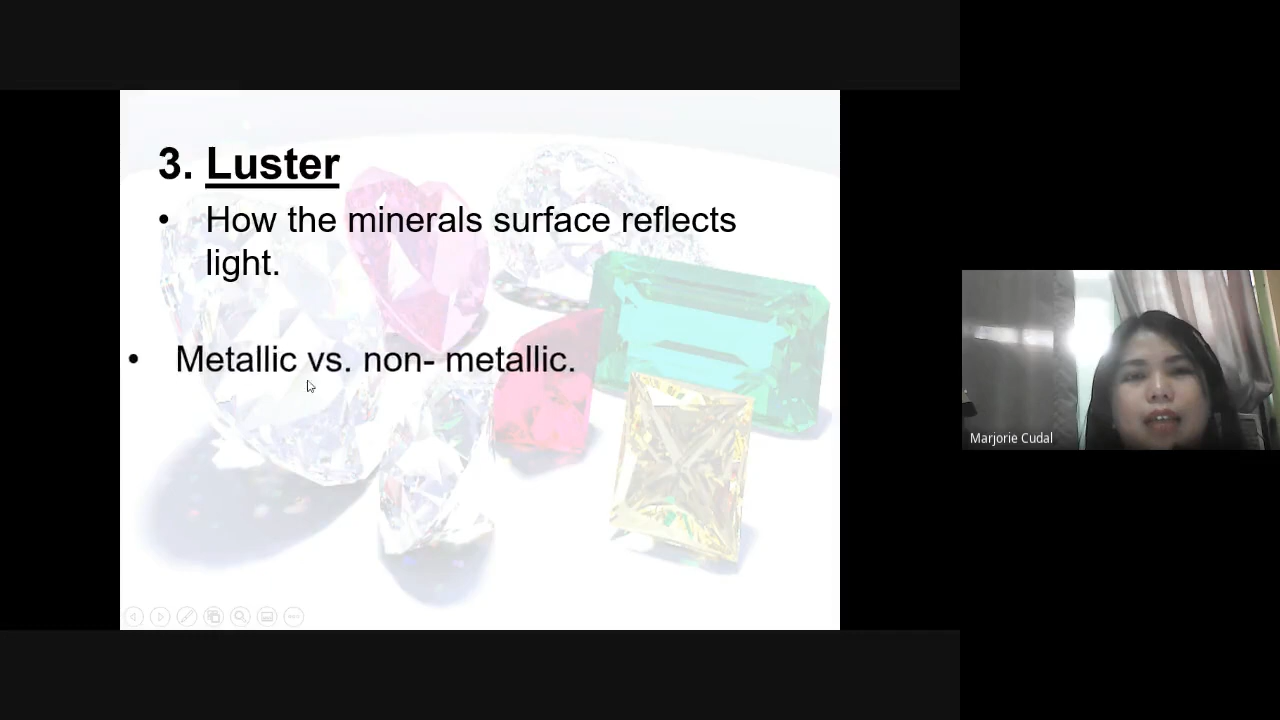 3. Luster
• How the minerals surface reflects
light.
• Metallic vs. non- metallic.
Marjorie Cudal